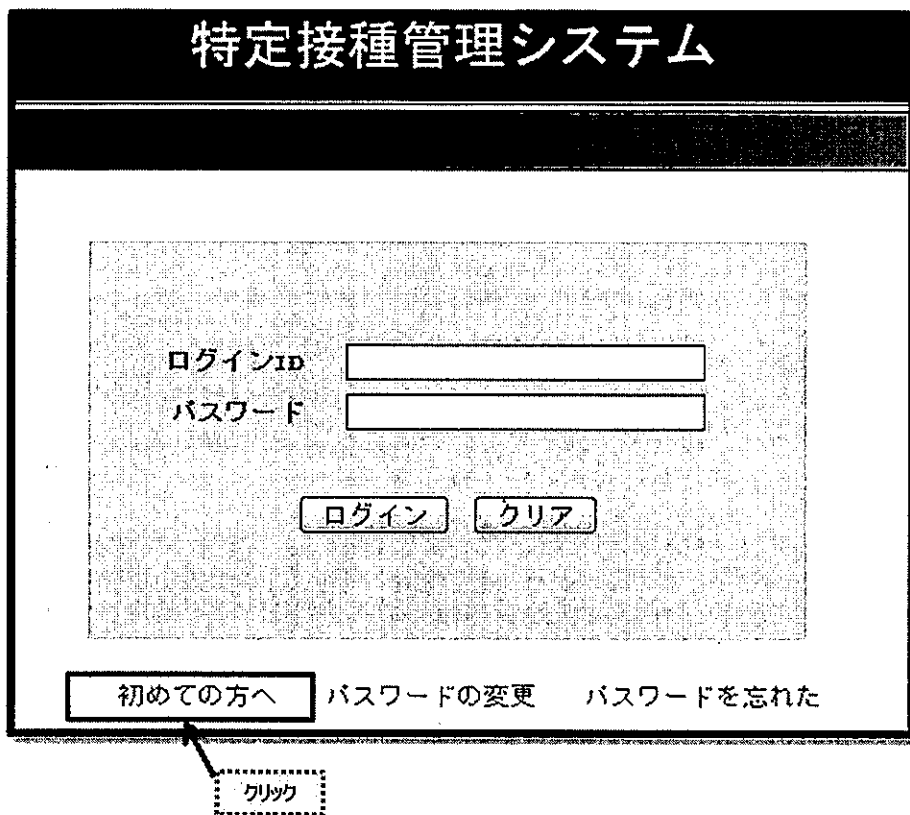 特定接種管理システム
ログインID
パスワード
ログイン クリア
初めての方へ パスワードの変更 パスワードを忘れた
クリック